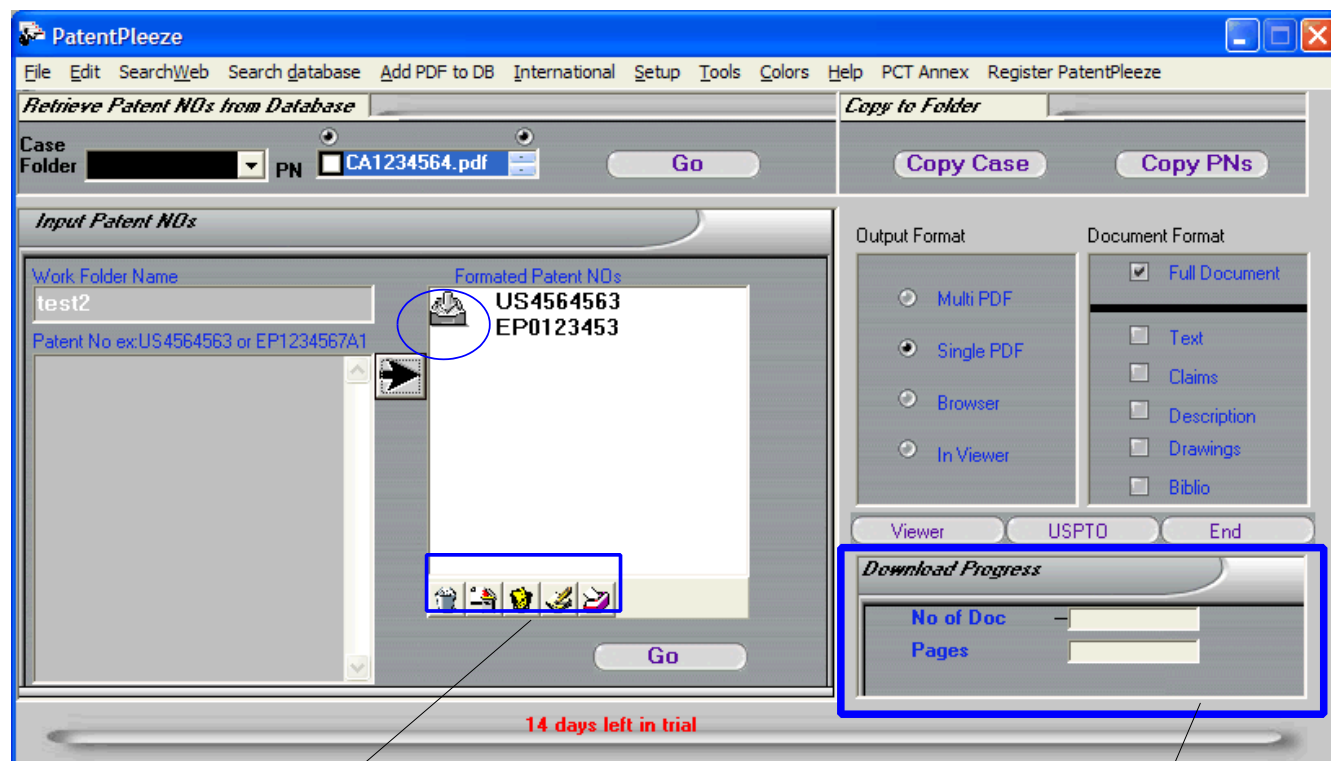 PatentPleeze
File Edit SearchWeb Search database Add PDF to DB International Setup Tools Colors Help PCT Annex Register PatentPleeze
Retrieve Patent NOs from Database
Copy to Folder
Case
Folder
PN
CA1234564.pdf
Go
Copy Case
Copy PNs
Input Patent NOs
Work Folder Name
test2
Patent No ex:US4564563 or EP1234567A1
Formated Patent NOs
US4564563
EP0123453
Go
Output Format
Multi PDF
Single PDF
Browser
In Viewer
Document Format
Full Document
Text
Claims
Description
Drawings
Biblio
Viewer
USPTO
End
Download Progress
No of Doc
Pages
14 days left in trial